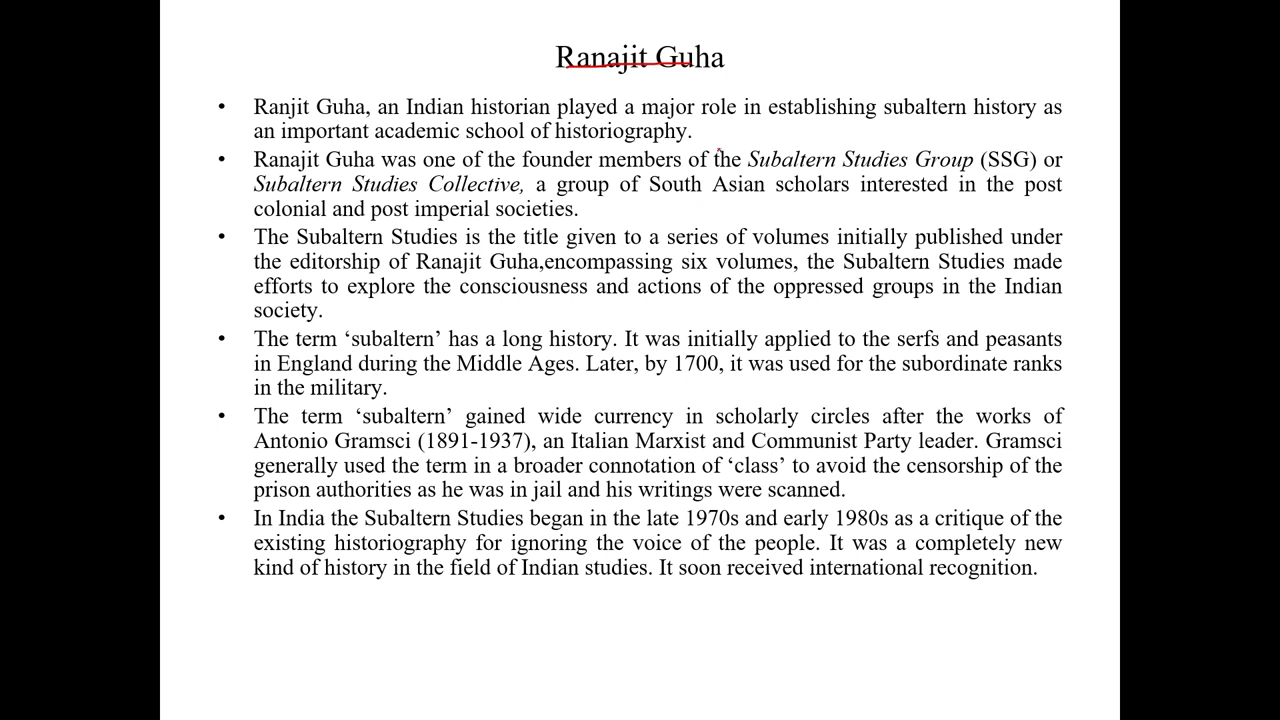 Ranajit Guha
• Ranjit Guha, an Indian historian played a major role in establishing subaltern history as
an important academic school of historiography.
• Ranajit Guha was one of the founder members of the Subaltern Studies Group (SSG) or
Subaltern Studies Collective, a group of South Asian scholars interested in the post
colonial and post imperial societies.
• The Subaltern Studies is the title given to a series of volumes initially published under
the editorship of Ranajit Guha,encompassing six volumes, the Subaltern Studies made
efforts to explore the consciousness and actions of the oppressed groups in the Indian
society.
• The term ‘subaltern’ has a long history. It was initially applied to the serfs and peasants
in England during the Middle Ages. Later, by 1700, it was used for the subordinate ranks
in the military.
• The term ‘subaltern’ gained wide currency in scholarly circles after the works of
Antonio Gramsci (1891-1937), an Italian Marxist and Communist Party leader. Gramsci
generally used the term in a broader connotation of ‘class’ to avoid the censorship of the
prison authorities as he was in jail and his writings were scanned.
• In India the Subaltern Studies began in the late 1970s and early 1980s as a critique of the
existing historiography for ignoring the voice of the people. It was a completely new
kind of history in the field of Indian studies. It soon received international recognition.